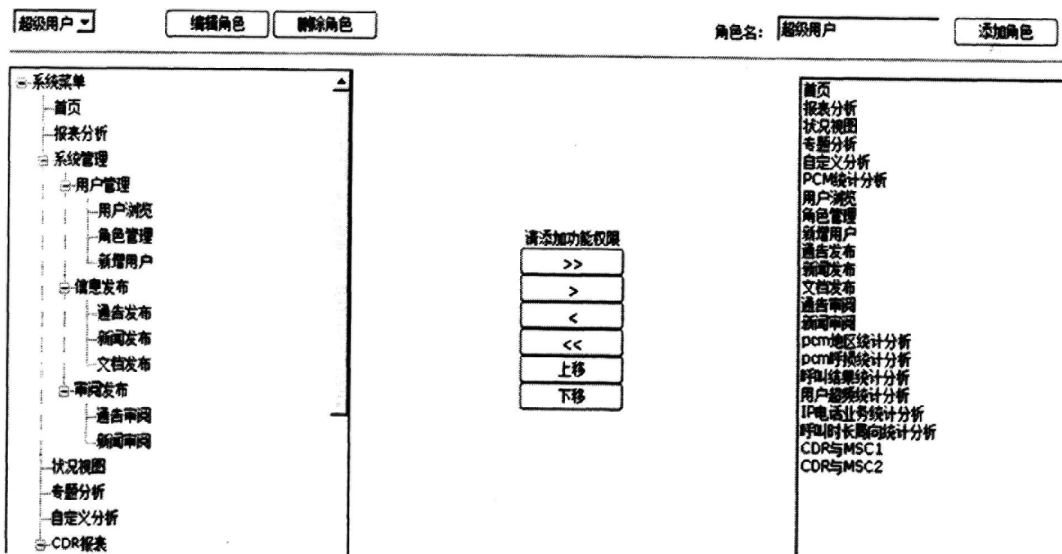 超级用户
编辑角色
删除角色
角色名：
超级用户
添加角色
系统菜单
首页
报表分析
系统管理
用户管理
用户浏览
角色管理
新增用户
信息发布
通告发布
新闻发布
文档发布
审阅发布
通告审阅
新闻审阅
状况视图
专题分析
自定义分析
CDR报表
请添加功能权限
>>
>
<
<<
上移
下移
首页
报表分析
状况视图
专题分析
自定义分析
PCM统计分析
用户浏览
角色管理
新增用户
通告发布
新闻发布
文档发布
通告审阅
新闻审阅
pcm地区统计分析
pcm呼损统计分析
呼叫结果统计分析
用户超频统计分析
IP电话业务统计分析
呼叫时长局向统计分析
CDR与MSC1
CDR与MSC2